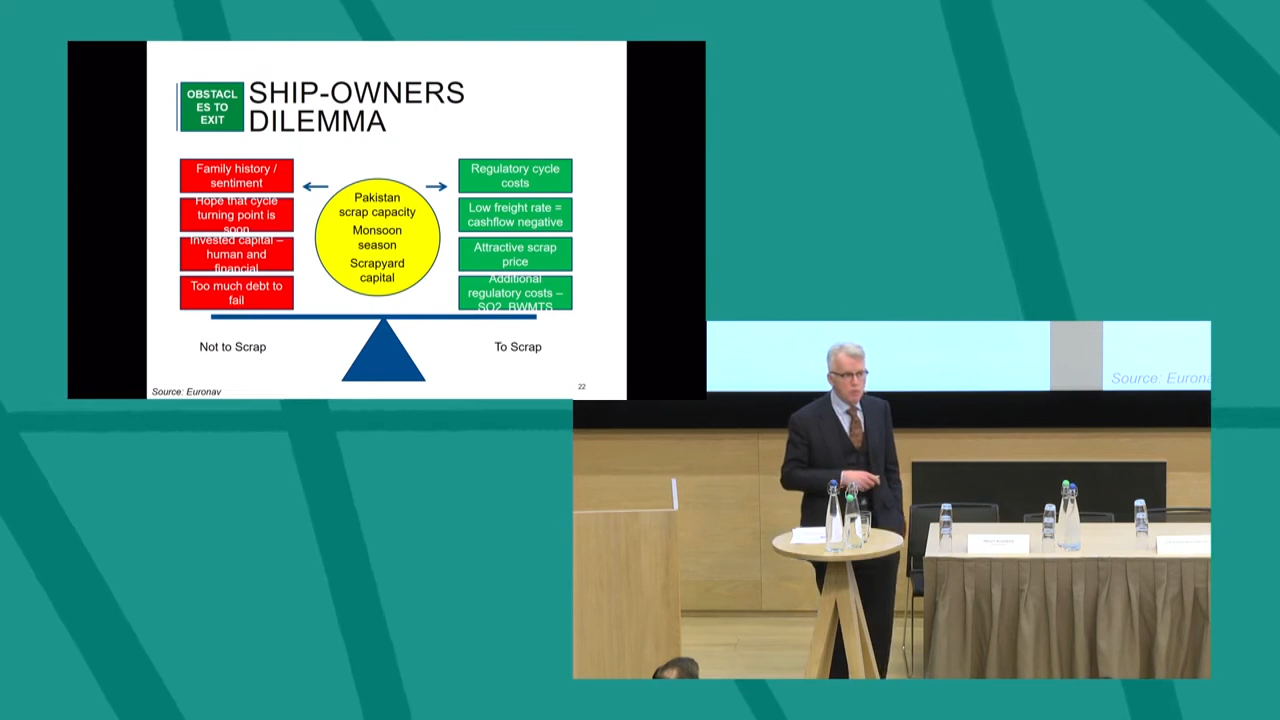 OBSTACL
ES TO
EXIT
SHIP-OWNERS
DILEMMA
Family history /
sentiment
Hope that cycle
turning point is
soon
Invested capital –
human and
financial
Too much debt to
fail
Pakistan
scrap capacity
Monsoon
season
Scrapyard
capital
Regulatory cycle
costs
Low freight rate =
cashflow negative
Attractive scrap
price
Additional
regulatory costs –
SO2, BWMTS
Not to Scrap
To Scrap
Source: Euronav
22
Source: Eurona